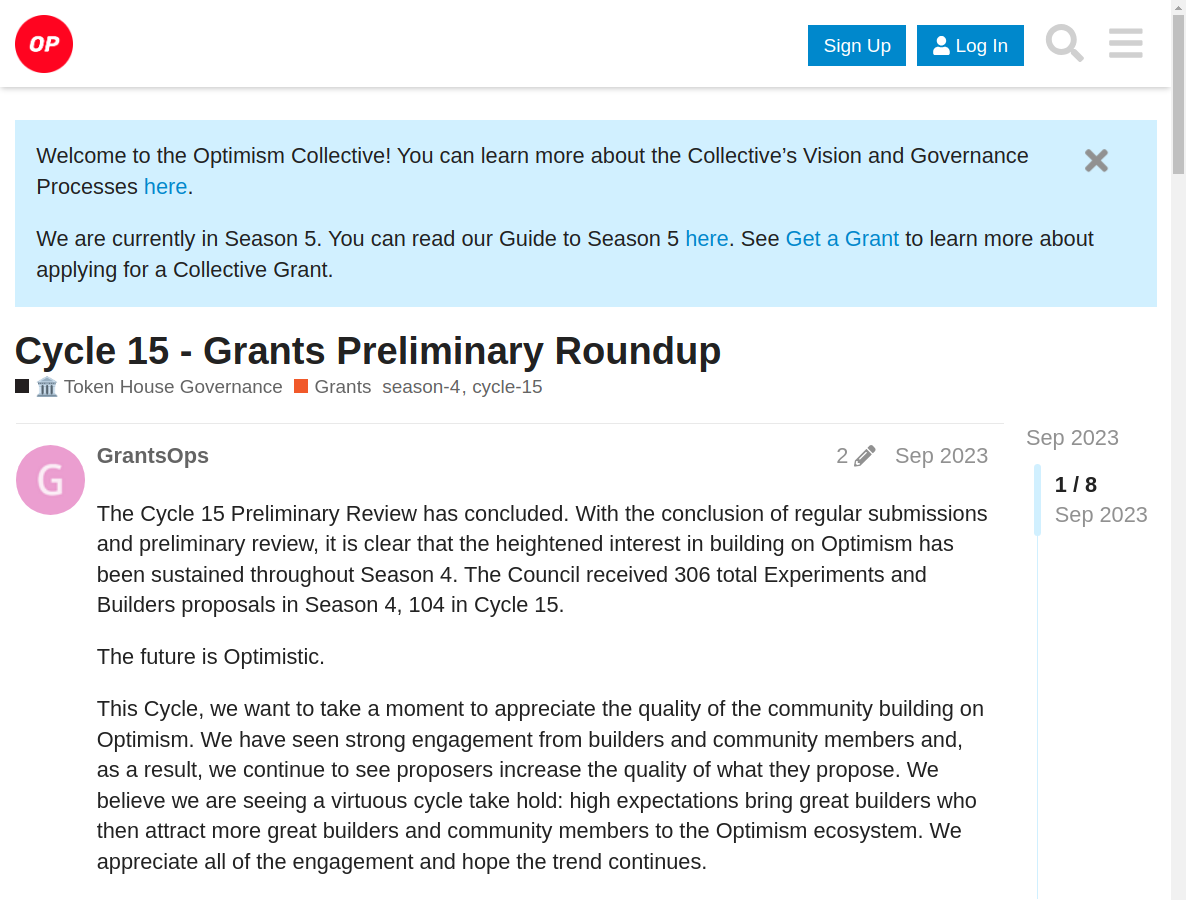 OP
Sign Up
Log In
Welcome to the Optimism Collective! You can learn more about the Collective’s Vision and Governance
Processes here.
We are currently in Season 5. You can read our Guide to Season 5 here. See Get a Grant to learn more about
applying for a Collective Grant.
Cycle 15 - Grants Preliminary Roundup
Token House Governance Grants season-4, cycle-15
Sep 2023
G
GrantsOps
2
Sep 2023
1 / 8
Sep 2023
The Cycle 15 Preliminary Review has concluded. With the conclusion of regular submissions
and preliminary review, it is clear that the heightened interest in building on Optimism has
been sustained throughout Season 4. The Council received 306 total Experiments and
Builders proposals in Season 4, 104 in Cycle 15.
The future is Optimistic.
This Cycle, we want to take a moment to appreciate the quality of the community building on
Optimism. We have seen strong engagement from builders and community members and,
as a result, we continue to see proposers increase the quality of what they propose. We
believe we are seeing a virtuous cycle take hold: high expectations bring great builders who
then attract more great builders and community members to the Optimism ecosystem. We
appreciate all of the engagement and hope the trend continues.